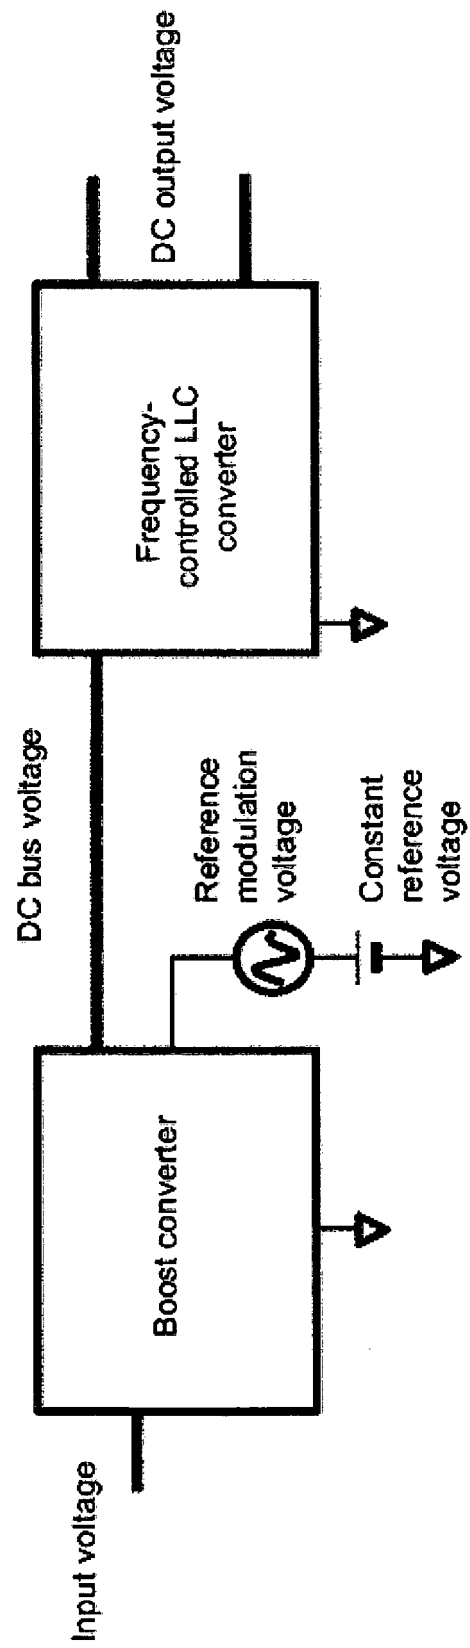 Input voltage
Boost converter
DC bus voltage
Reference
modulation
voltage
Constant
reference
voltage
Frequency-
controlled LLC
converter
DC output voltage